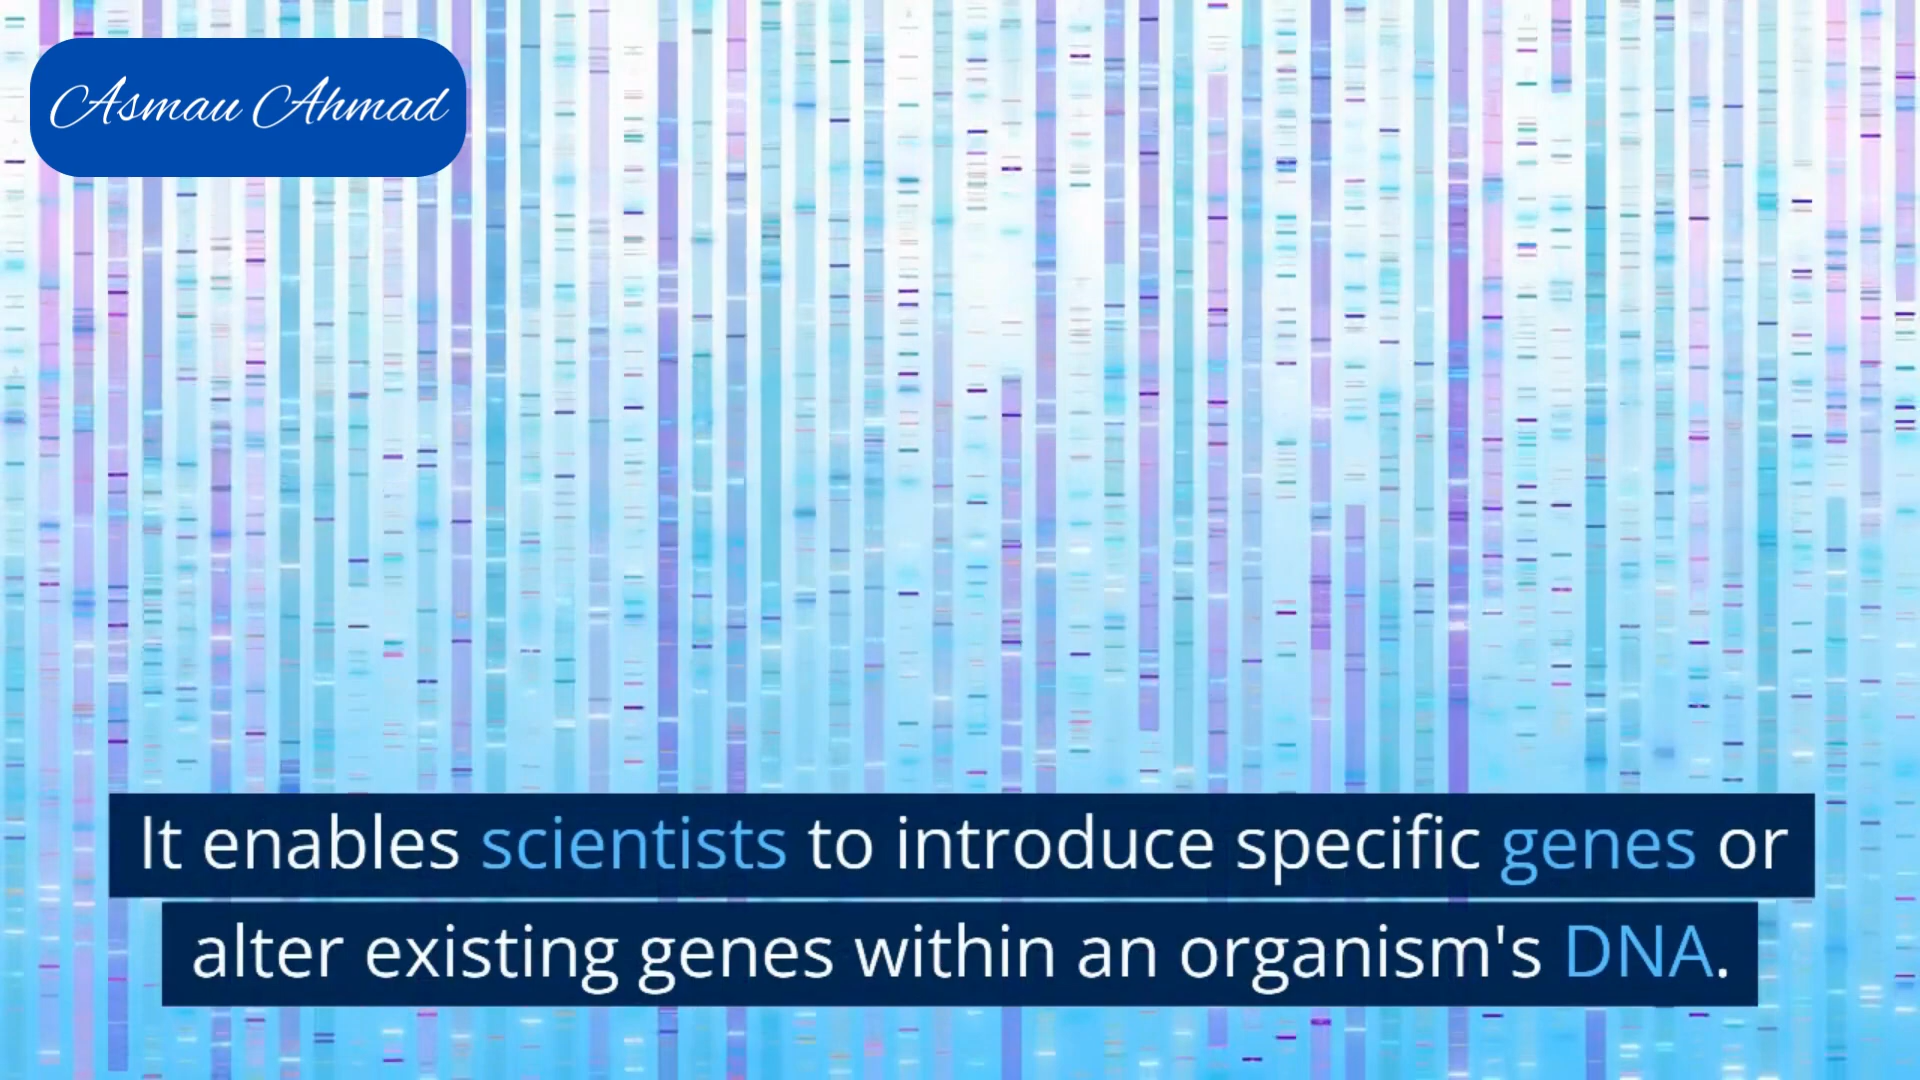 Asmau Ahmad
It enables scientists to introduce specific genes or
alter existing genes within an organism's DNA.